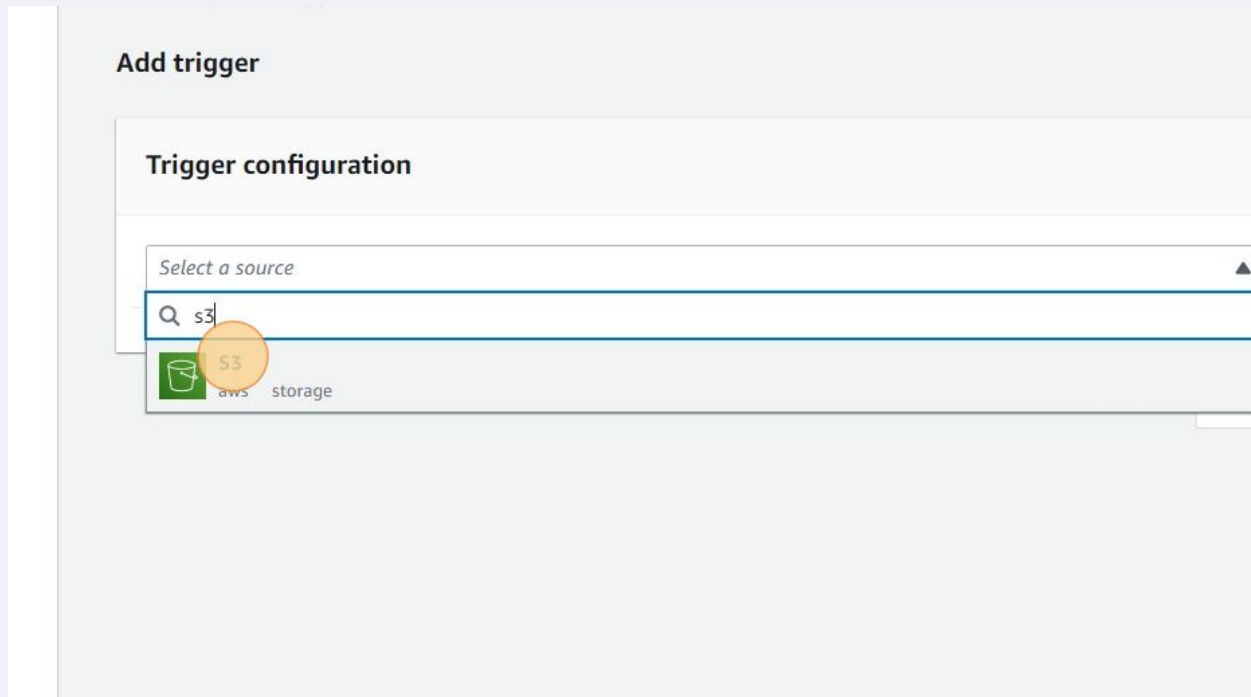 Add trigger
Trigger configuration
Select a source
s3
S3
aws storage